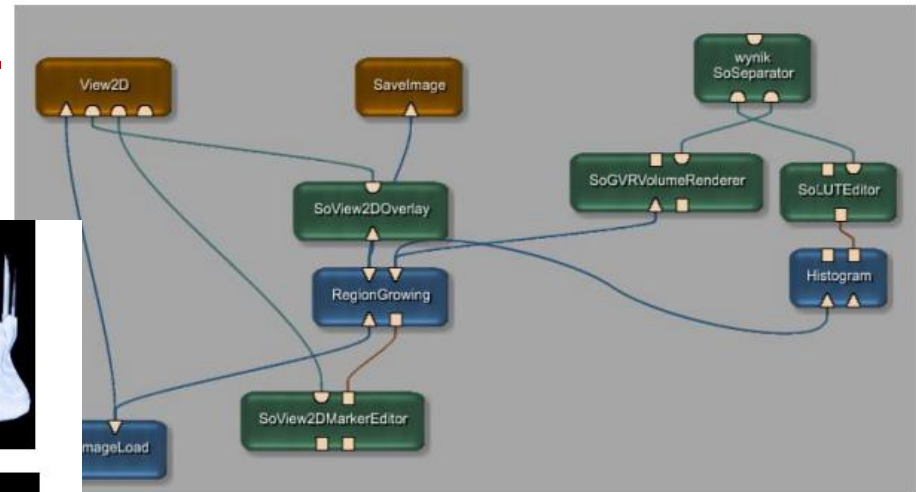 View2D
SaveImage
wynik
SoSeparator
SoGVRVolumeRenderer
SoLUTEditor
SoView2DOverlay
RegionGrowing
Histogram
SoView2DMarkerEditor
mageLoad